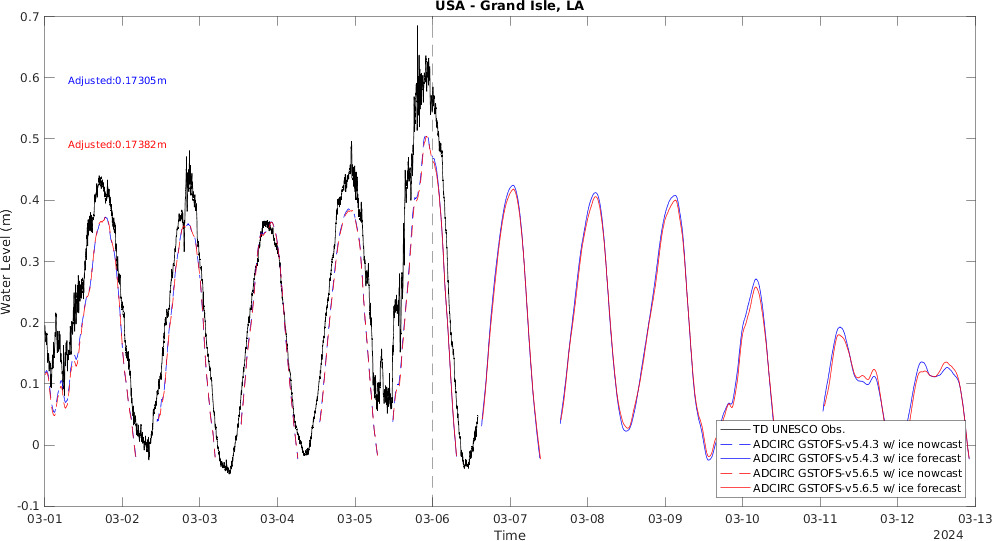 USA - Grand Isle, LA
0.7
0.6
0.5
0.4
0.3
0.2
0.1
0
-0.1
Water Level (m)
Adjusted:0.17305m
Adjusted:0.17382m
TD UNESCO Obs.
ADCIRC GSTOFS-v5.4.3 w/ ice nowcast
ADCIRC GSTOFS-v5.4.3 w/ ice forecast
ADCIRC GSTOFS-v5.6.5 w/ ice nowcast
ADCIRC GSTOFS-v5.6.5 w/ ice forecast
03-01 03-02 03-03 03-04 03-05 03-06 03-07 03-08 03-09 03-10 03-11 03-12 03-13
Time
2024